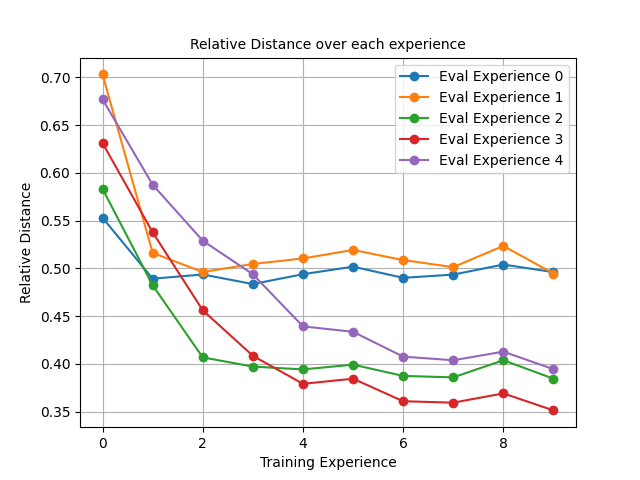 Relative Distance over each experience
Relative Distance
0.70
0.65
0.60
0.55
0.50
0.45
0.40
0.35
Eval Experience 0
Eval Experience 1
Eval Experience 2
Eval Experience 3
Eval Experience 4
0 2 4 6 8
Training Experience